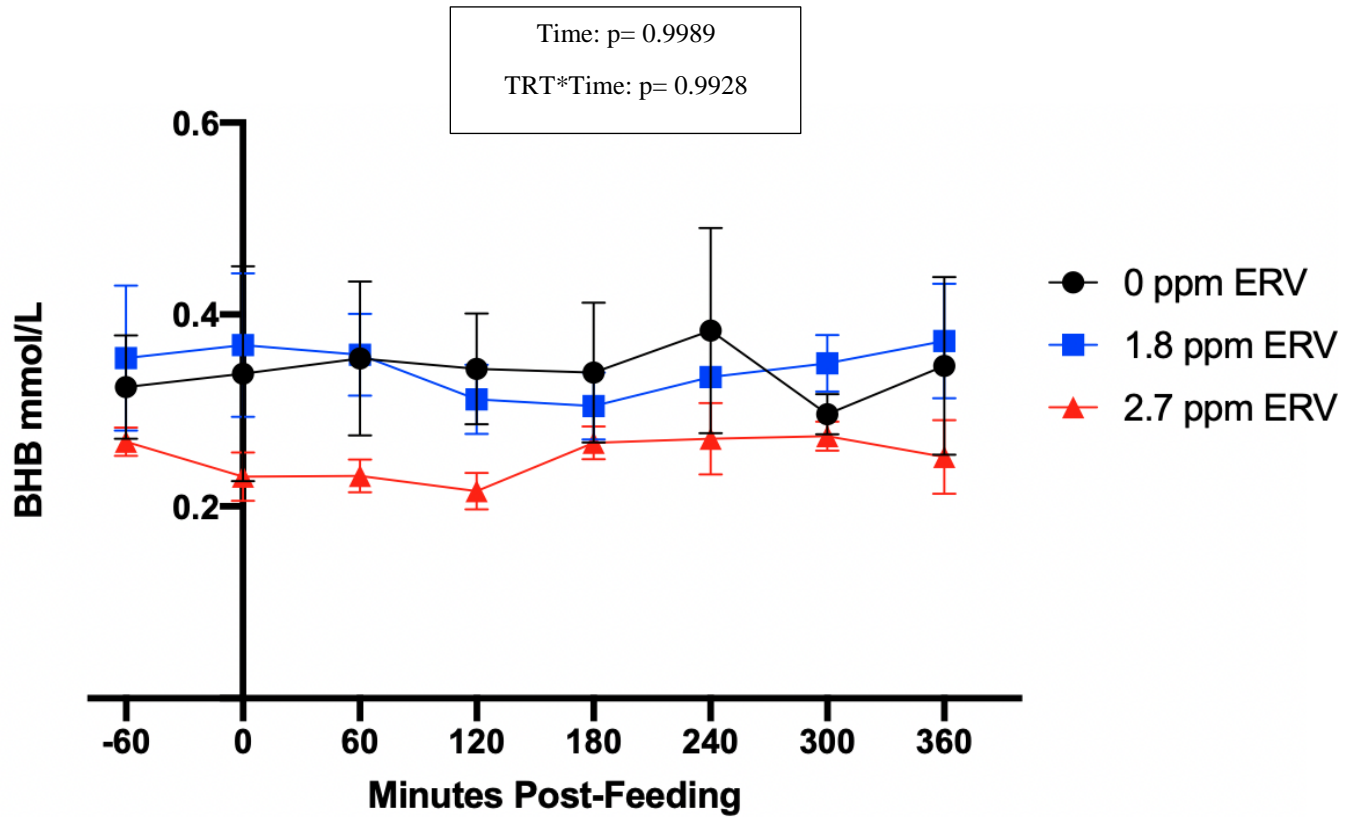 Time: p= 0.9989
TRT*Time: p= 0.9928
0.6
0.4
0.2
BHB mmol/L
-60 0 60 120 180 240 300 360
Minutes Post-Feeding
0 ppm ERV
1.8 ppm ERV
2.7 ppm ERV